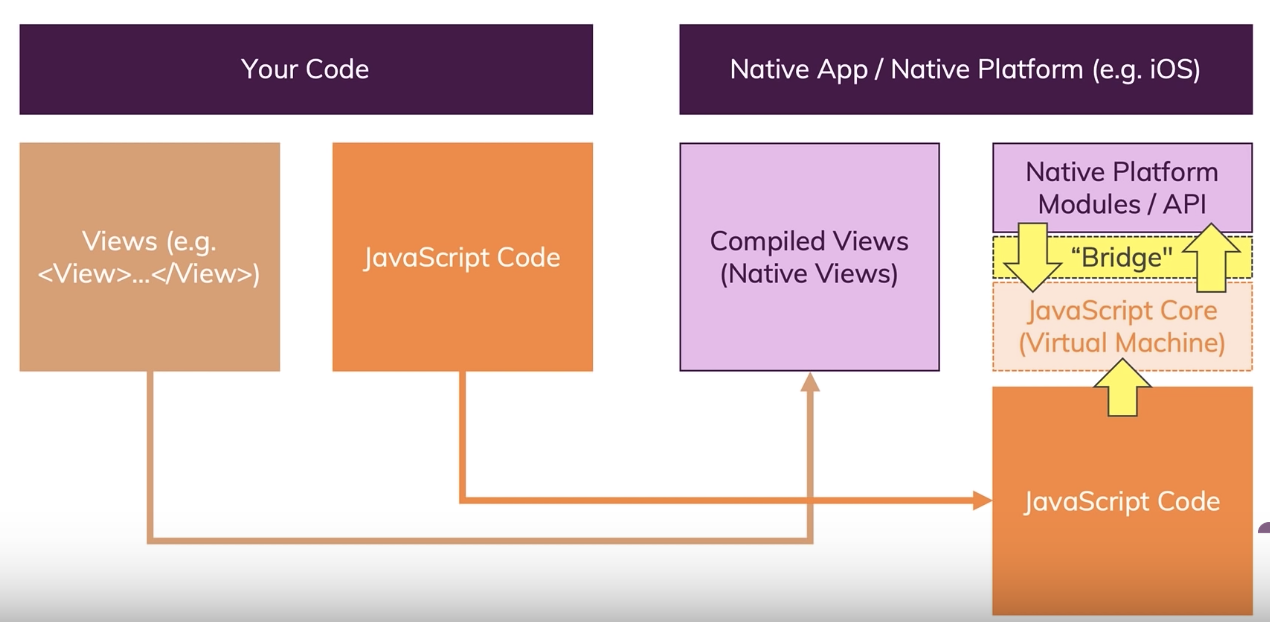 Your Code
Native App / Native Platform (e.g. iOS)
Views (e.g.
<View>...</View>)
JavaScript Code
Compiled Views
(Native Views)
Native Platform
Modules / API
“Bridge"
JavaScript Core
(Virtual Machine)
JavaScript Code